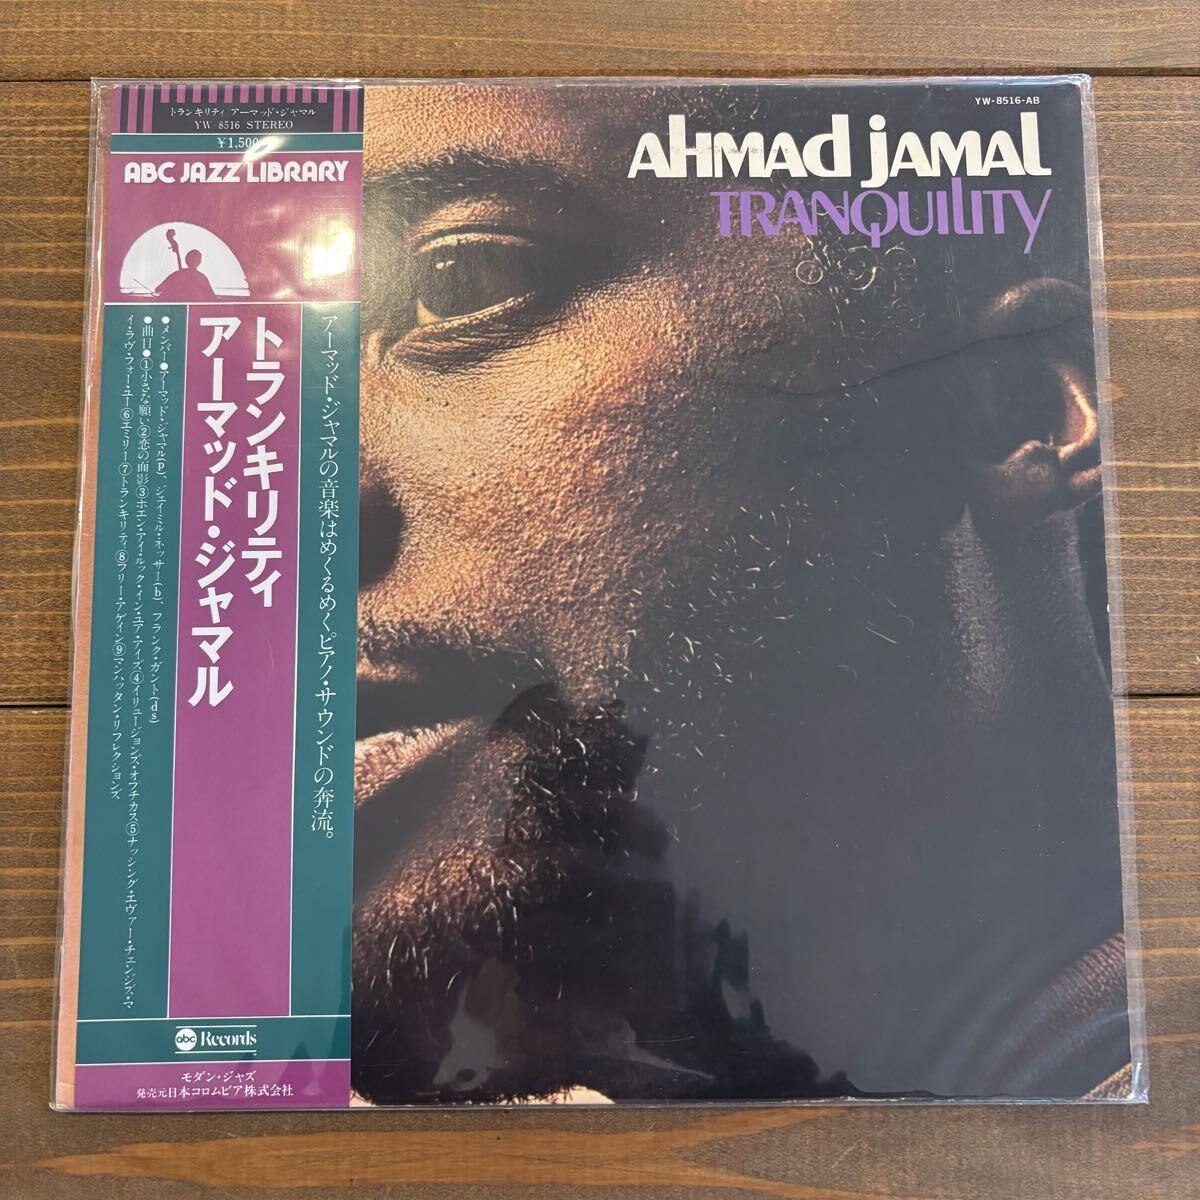 トランキリティ アーマッド・ジャマル
YW-8516 STEREO
¥1,500
ABC JAZZ LIBRARY
アーマッド・ジャマルの音楽はめくるめくピアノ・サウンドの奔流。
トランキリティ
アーマッド・ジャマル
●メンバー●アーマッド・ジャマル(p)、ジェイミル・ネッサー(b)、フランク・ガント(ds)
●曲目●①小さな願い②恋の面影③ホエン・アイ・ルック・イン・ユア・アイズ④イリュージョンズ・オプチカス⑤ナッシング・エヴァー・チェンジズ・マ
イ・ラヴ・フォー・ユー⑥エミリー⑦トランキリティ⑧フリー・アゲイン⑨マンハッタン・リフレクションズ
abc Records
モダン・ジャズ
発売元日本コロムビア株式会社
YW-8516-AB
AHMAD JAMAL
TRANQUILITY